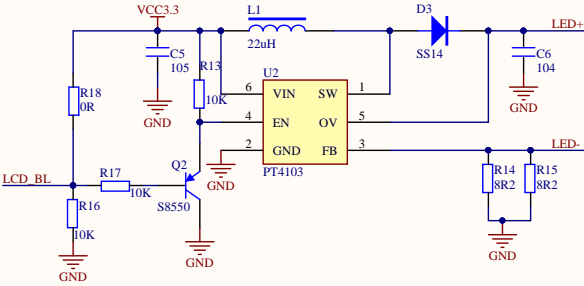 VCC3.3
L1
D3
LED+
22uH
SS14
C5
105
C6
104
R13
10K
U2
R18
0R
6 VIN SW 1
4 EN OV 5
2 GND FB 3
PT4103
GND
GND
LED-
GND
Q2
S8550
LCD_BL
R17
10K
R14
8R2
R15
8R2
R16
10K
GND
GND
GND